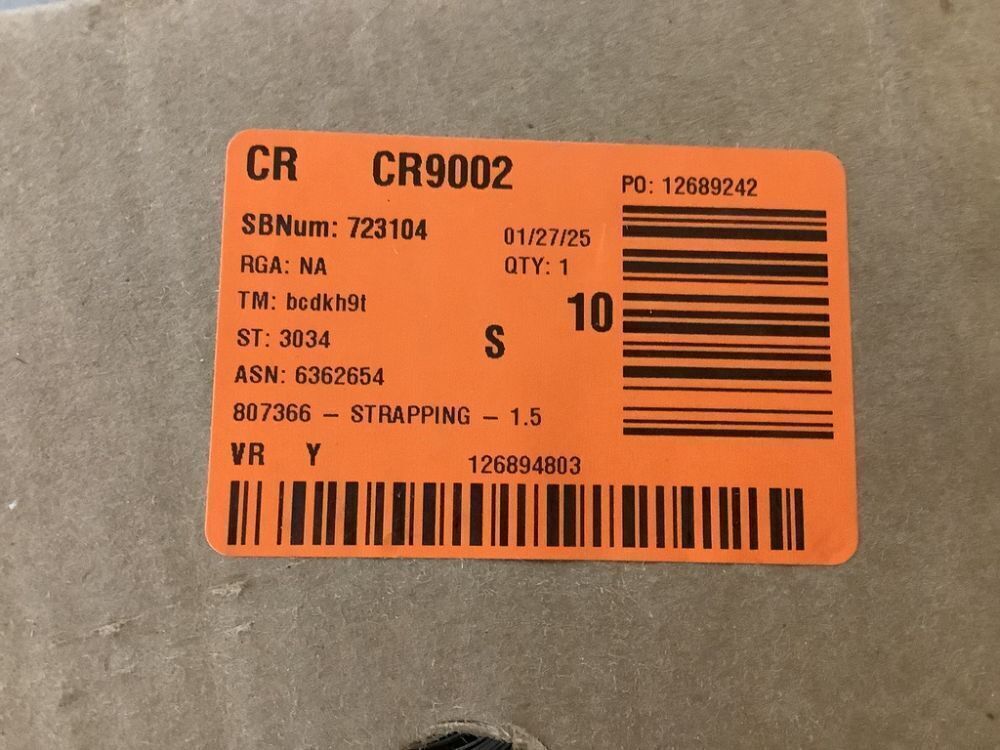 CR CR9002
PO: 12689242
SBNum: 723104
01/27/25
RGA: NA
QTY: 1
TM: bcdkh9t
10
ST: 3034
S
ASN: 6362654
807366 – STRAPPING – 1.5
VR Y
126894803